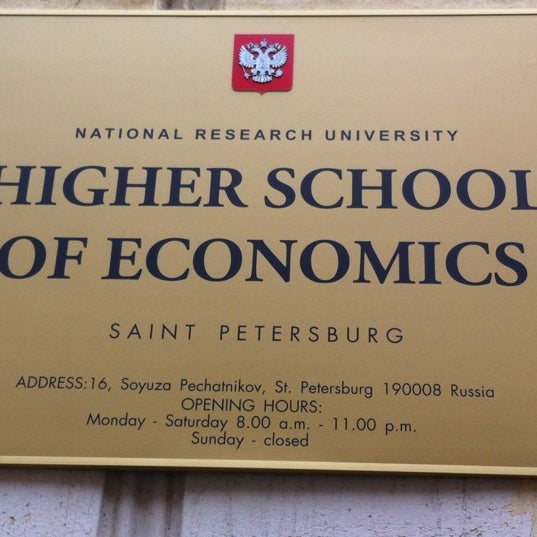 NATIONAL RESEARCH UNIVERSITY
HIGHER SCHOOL
OF ECONOMICS
SAINT PETERSBURG
ADDRESS:16, Soyuza Pechatnikov, St. Petersburg 190008 Russia
OPENING HOURS:
Monday - Saturday 8.00 a.m. - 11.00 p.m.
Sunday - closed